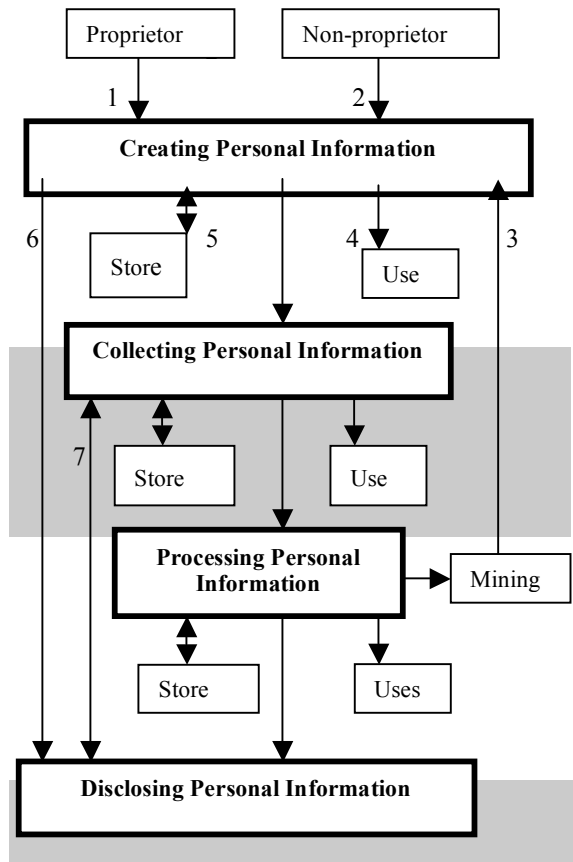 Proprietor
Non-proprietor
1
2
Creating Personal Information
6
5
4
3
Store
Use
Collecting Personal Information
7
Store
Use
Processing Personal
Information
Mining
Store
Uses
Disclosing Personal Information